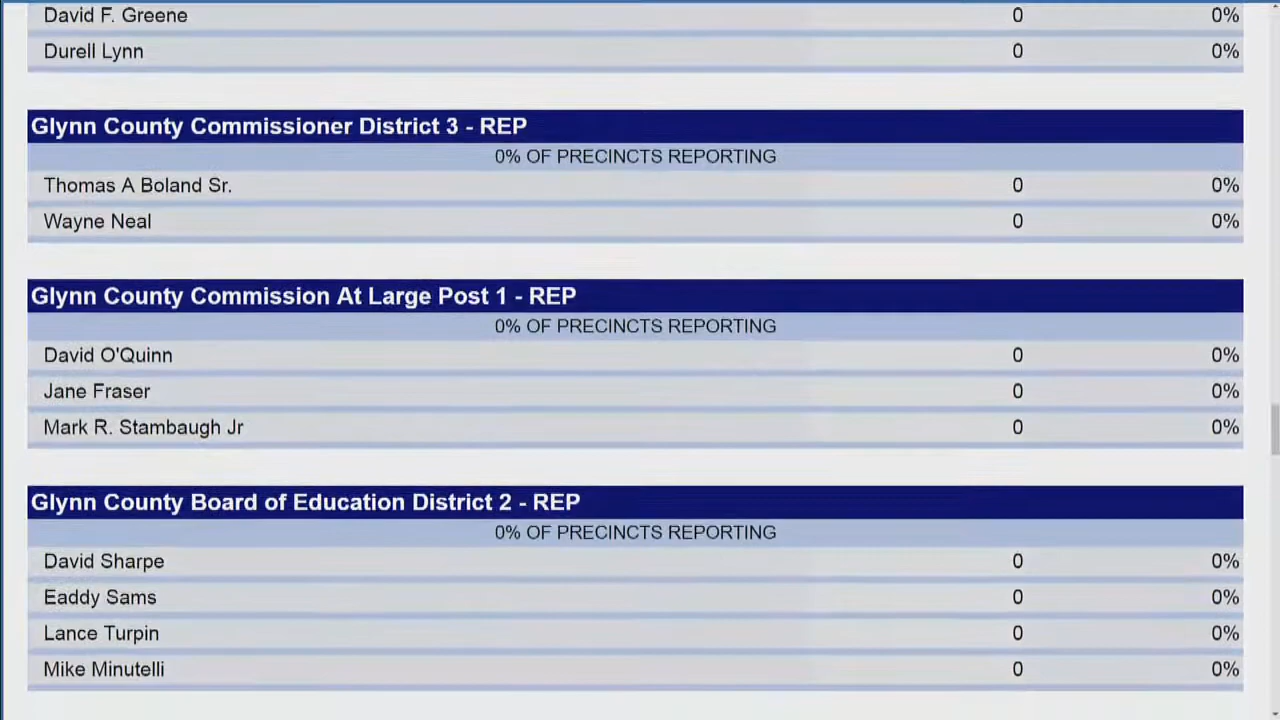 David F. Greene 0 0%
Durell Lynn 0 0%
Glynn County Commissioner District 3 - REP
0% OF PRECINCTS REPORTING
Thomas A Boland Sr. 0 0%
Wayne Neal 0 0%
Glynn County Commission At Large Post 1 - REP
0% OF PRECINCTS REPORTING
David O'Quinn 0 0%
Jane Fraser 0 0%
Mark R. Stambaugh Jr 0 0%
Glynn County Board of Education District 2 - REP
0% OF PRECINCTS REPORTING
David Sharpe 0 0%
Eaddy Sams 0 0%
Lance Turpin 0 0%
Mike Minutelli 0 0%